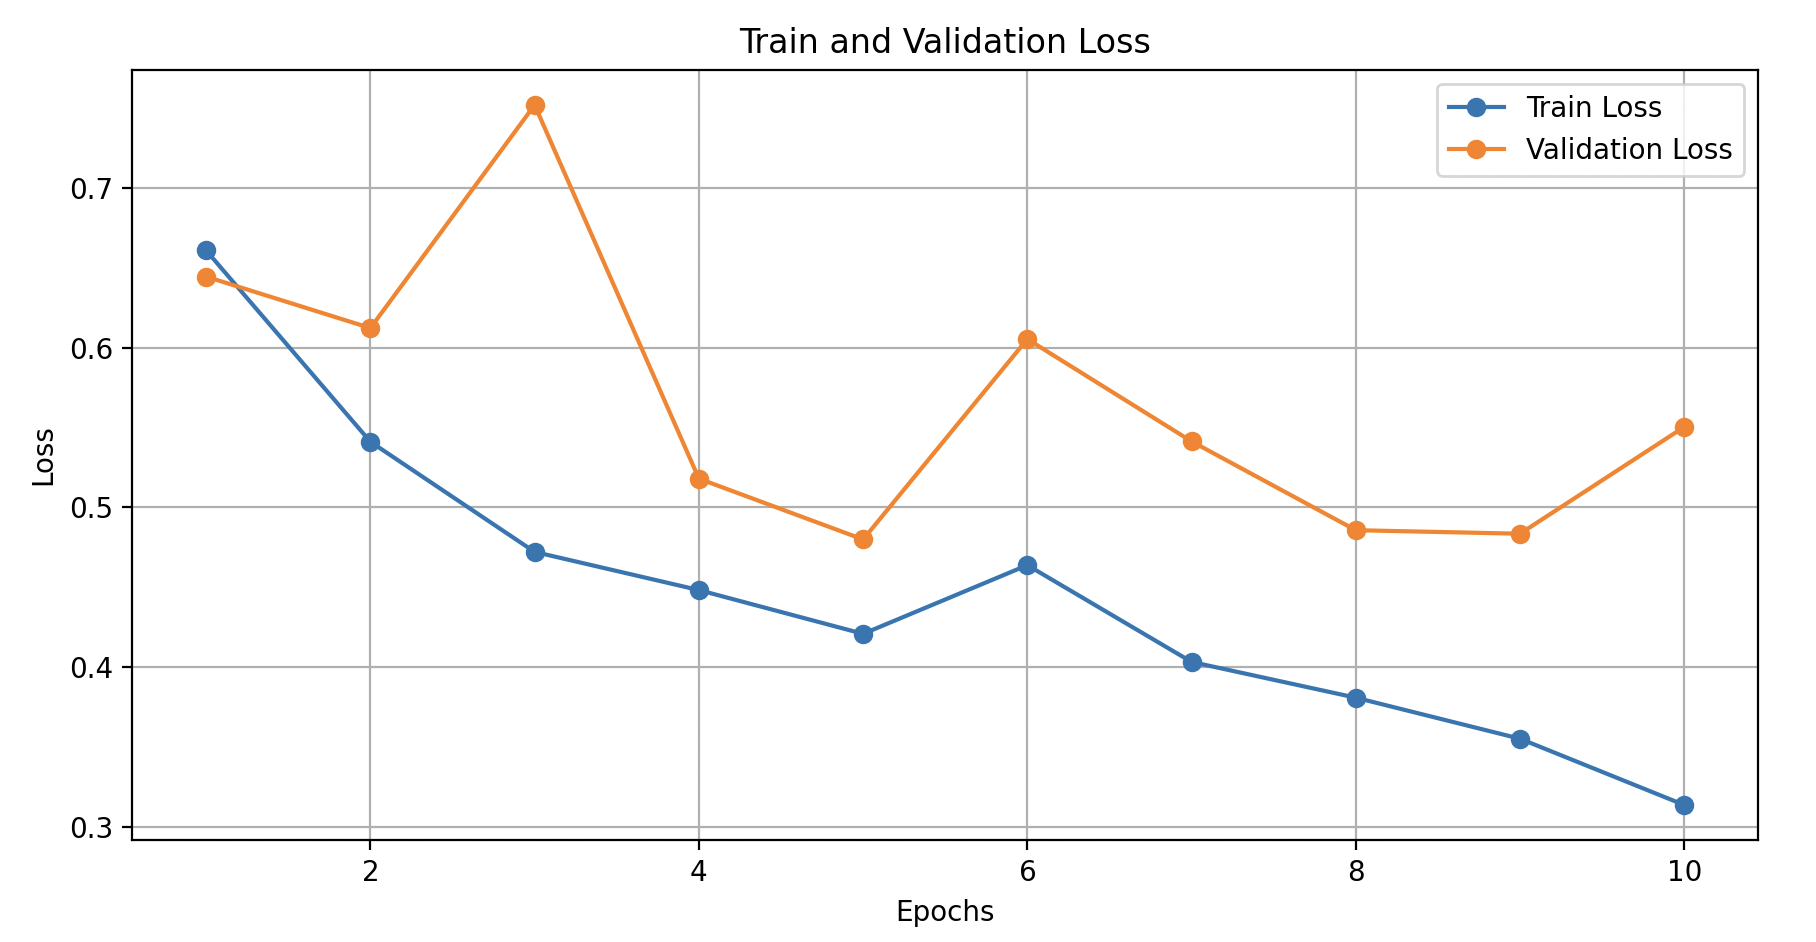 Train and Validation Loss
Train Loss
Validation Loss
0.7
0.6
0.5
0.4
0.3
Loss
2 4 6 8 10
Epochs